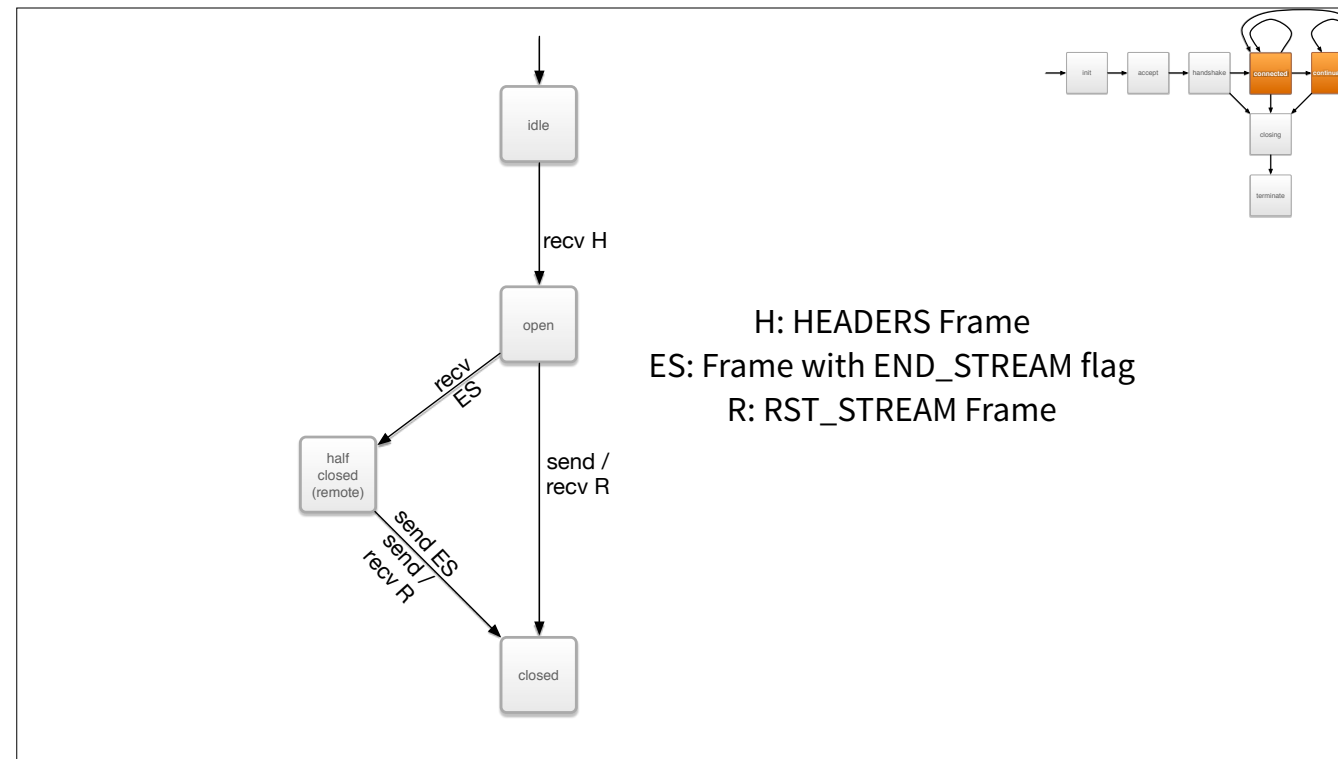 init
accept
handshake
connected
closing
terminate
idle
recv H
open
recv
ES
half
closed
(remote)
send /
recv R
send ES
send /
recv R
closed
H: HEADERS Frame
ES: Frame with END_STREAM flag
R: RST_STREAM Frame